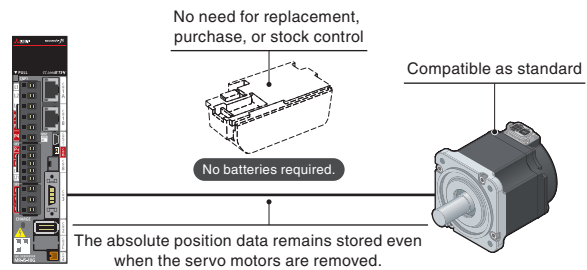 No need for replacement,
purchase, or stock control
Compatible as standard
No batteries required.
The absolute position data remains stored even
when the servo motors are removed.
CHARGE